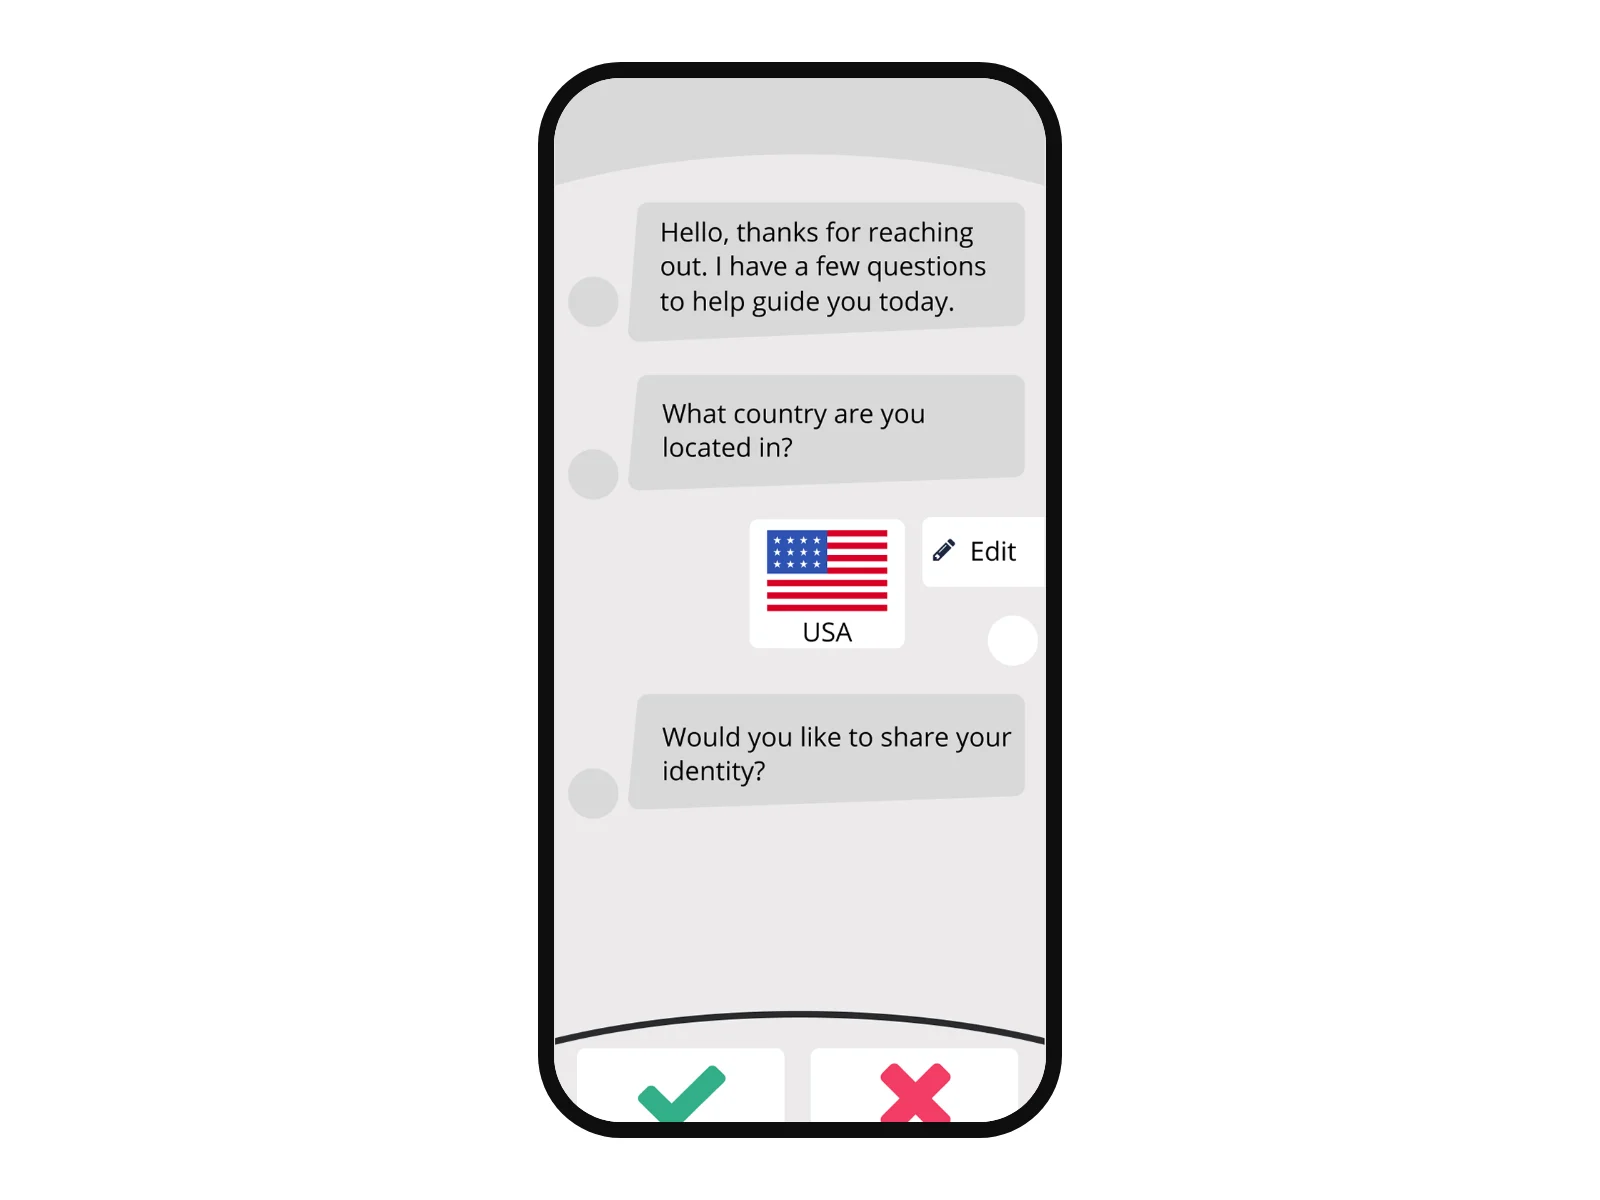 Hello, thanks for reaching
out. I have a few questions
to help guide you today.
What country are you
located in?
Edit
USA
Would you like to share your
identity?